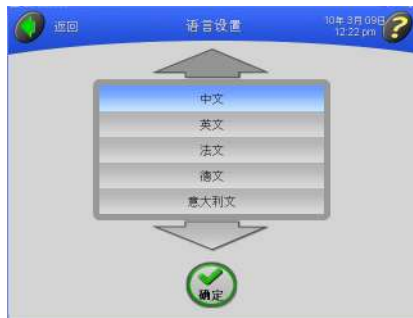 返回
语言设置
10年 3月 09日
12:22 pm
?
中文
英文
法文
德文
意大利文
确定